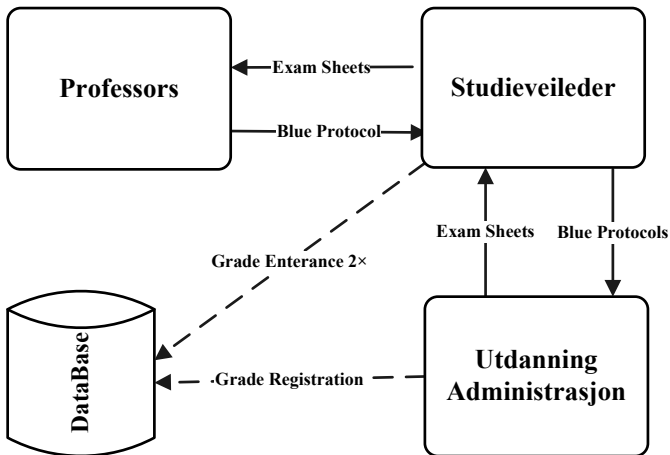 Professors
Exam Sheets
Studieveileder
Blue Protocol
Exam Sheets
Blue Protocols
Grade Enterance 2×
DataBase
Grade Registration
Utdanning
Administrasjon